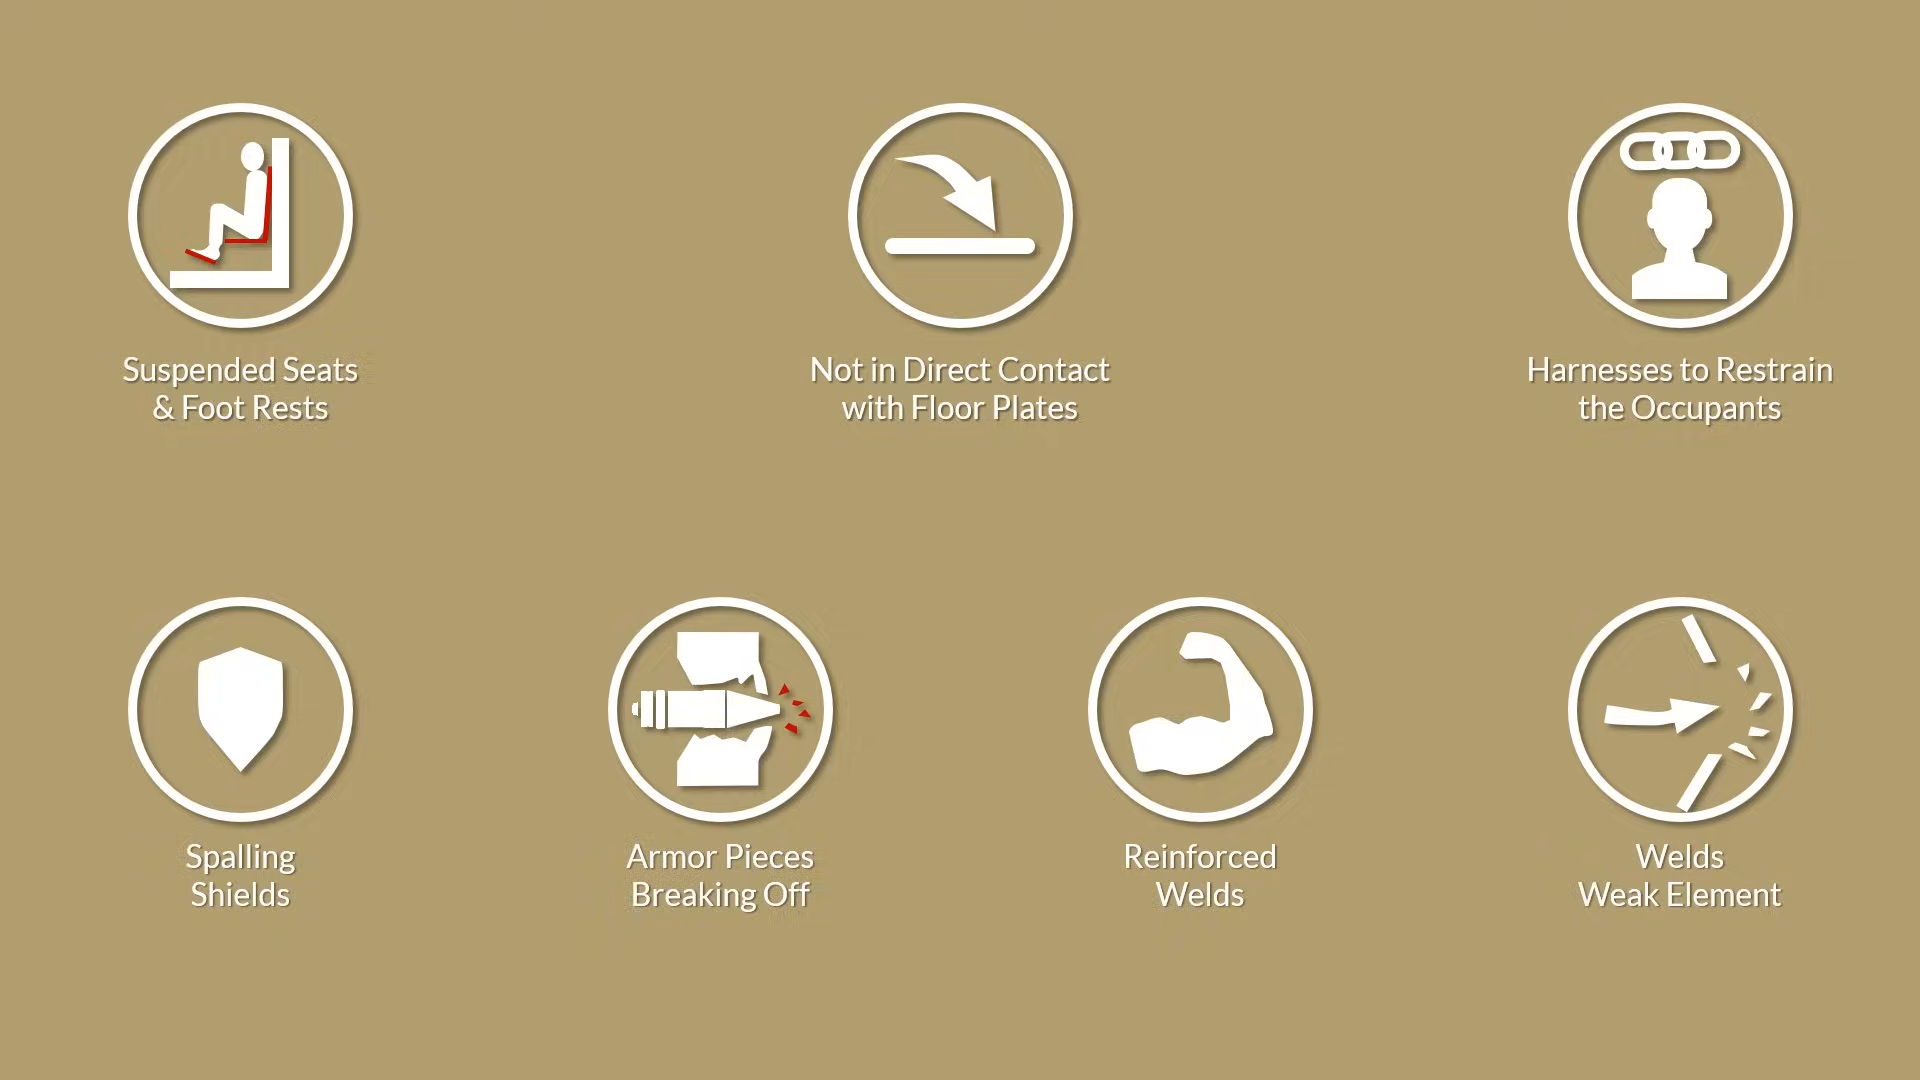 Suspended Seats
& Foot Rests
Not in Direct Contact
with Floor Plates
Harnesses to Restrain
the Occupants
Spalling
Shields
Armor Pieces
Breaking Off
Reinforced
Welds
Welds
Weak Element